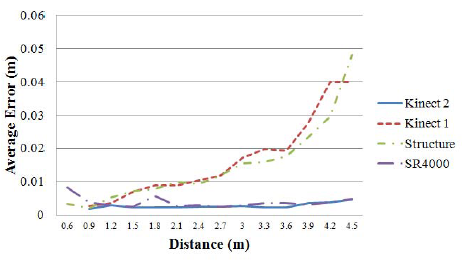 0.06
0.05
0.04
0.03
0.02
0.01
0
Average Error (m)
0.6 0.9 1.2 1.5 1.8 2.1 2.4 2.7 3 3.3 3.6 3.9 4.2 4.5
Distance (m)
Kinect 2
Kinect 1
Structure
SR4000